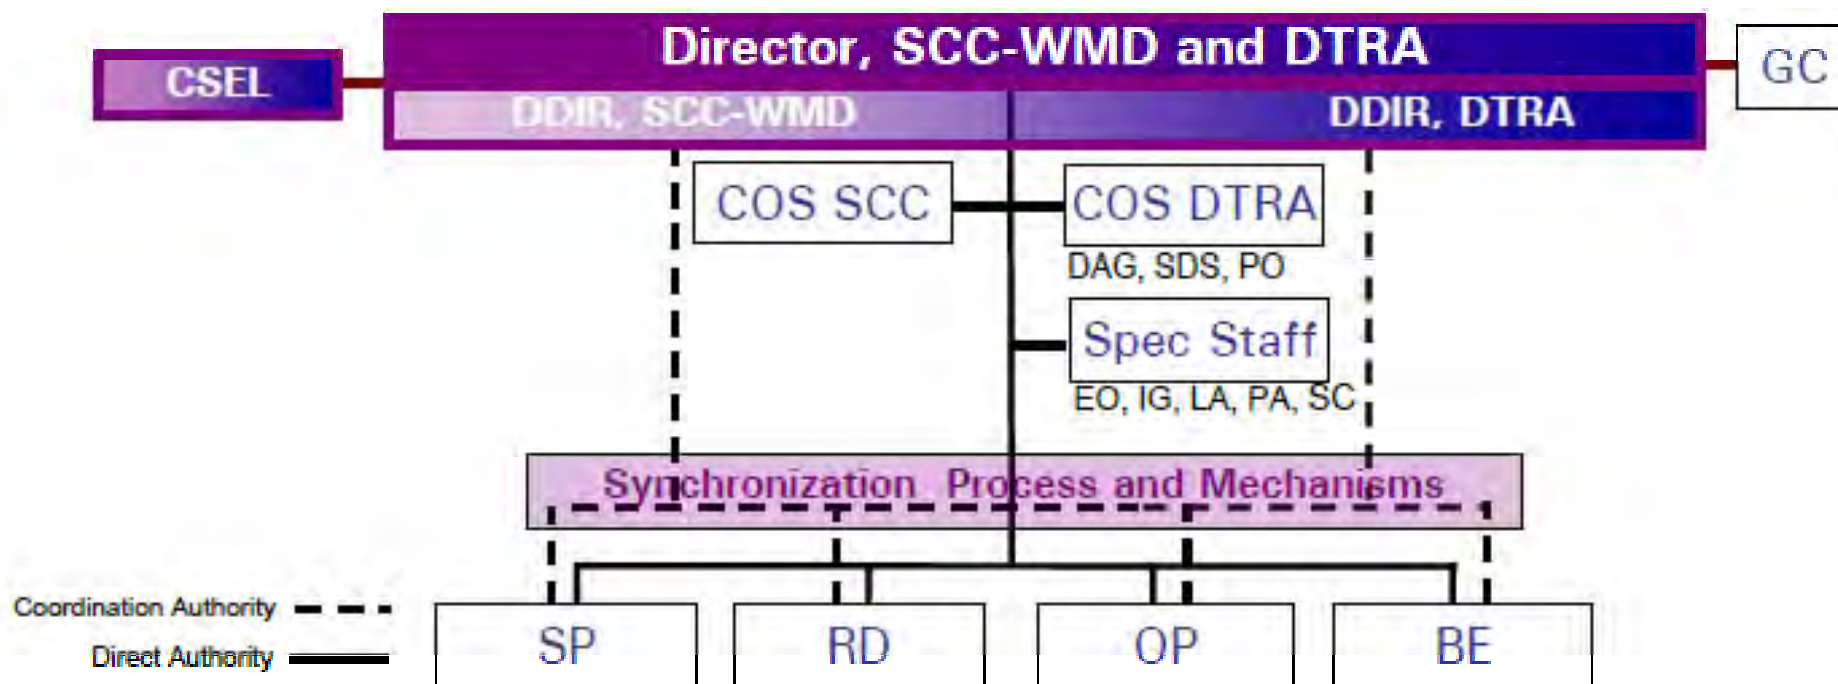 Director, SCC-WMD and DTRA
CSEL
GC
DDIR, SCC-WMD
DDIR, DTRA
COS SCC
COS DTRA
DAG, SDS, PO
Spec Staff
EO, IG, LA, PA, SC
Synchronization Process and Mechanisms
Coordination Authority
Direct Authority
SP
RD
OP
BE